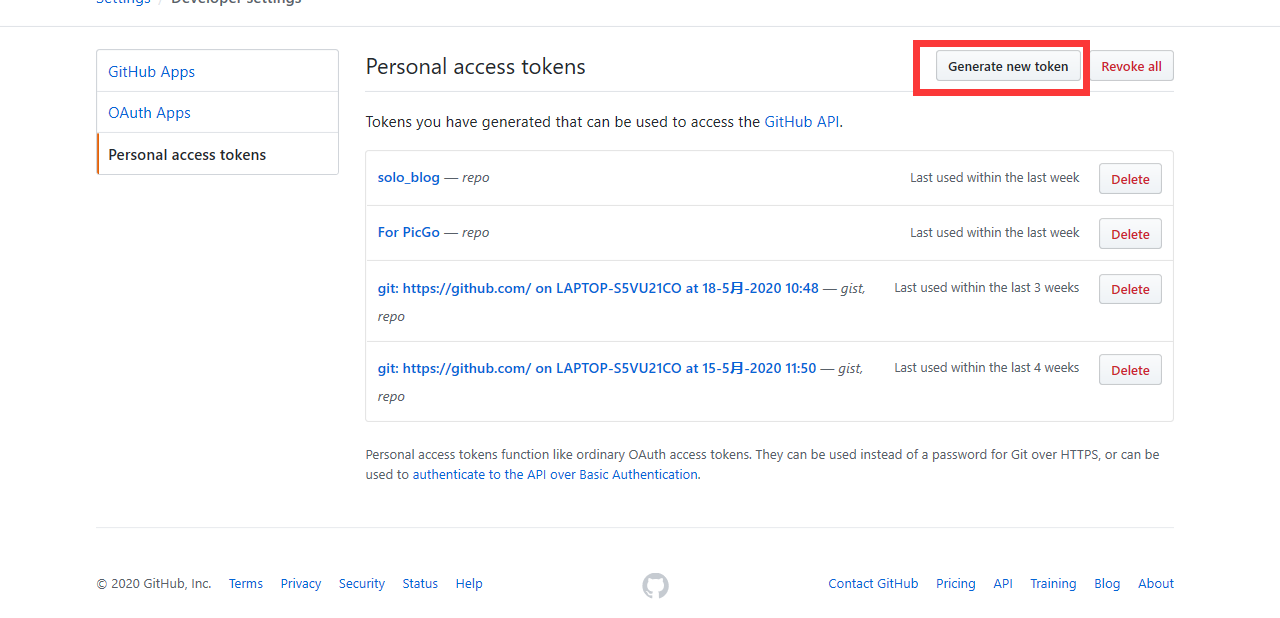 Settings / Developer settings
GitHub Apps
OAuth Apps
Personal access tokens
Personal access tokens
Generate new token
Revoke all
Tokens you have generated that can be used to access the GitHub API.
solo_blog — repo
Last used within the last week
Delete
For PicGo — repo
Last used within the last week
Delete
git: https://github.com/ on LAPTOP-S5VU21CO at 18-5月-2020 10:48 — gist,
repo
Last used within the last 3 weeks
Delete
git: https://github.com/ on LAPTOP-S5VU21CO at 15-5月-2020 11:50 — gist,
repo
Last used within the last 4 weeks
Delete
Personal access tokens function like ordinary OAuth access tokens. They can be used instead of a password for Git over HTTPS, or can be
used to authenticate to the API over Basic Authentication.
© 2020 GitHub, Inc. Terms Privacy Security Status Help
Contact GitHub Pricing API Training Blog About